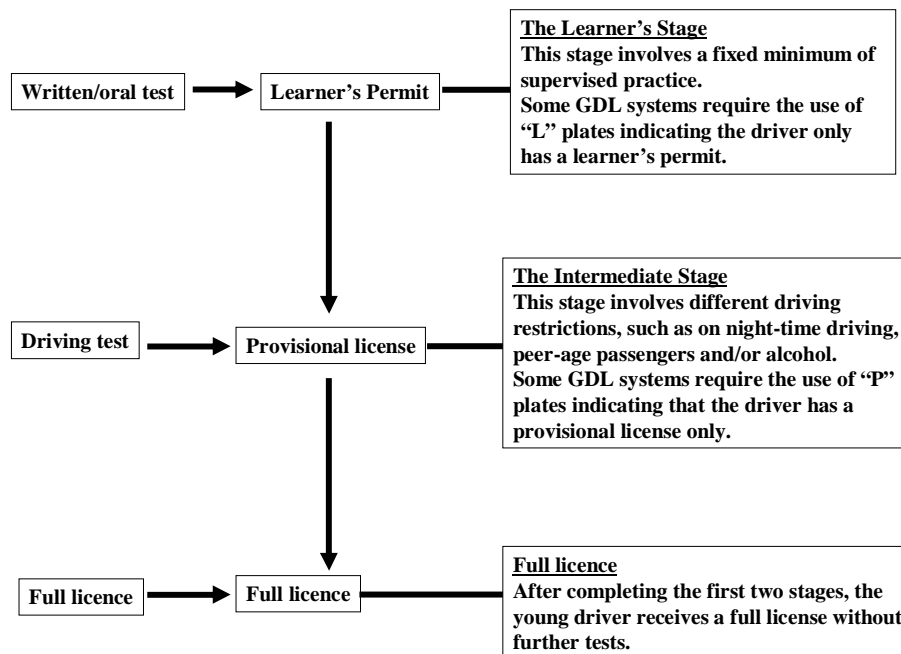 The Learner's Stage
This stage involves a fixed minimum of
supervised practice.
Some GDL systems require the use of
“L” plates indicating the driver only
has a learner's permit.
Written/oral test
Learner's Permit
The Intermediate Stage
This stage involves different driving
restrictions, such as on night-time driving,
peer-age passengers and/or alcohol.
Some GDL systems require the use of “P”
plates indicating that the driver has a
provisional license only.
Driving test
Provisional license
Full licence
After completing the first two stages, the
young driver receives a full license without
further tests.
Full licence
Full licence